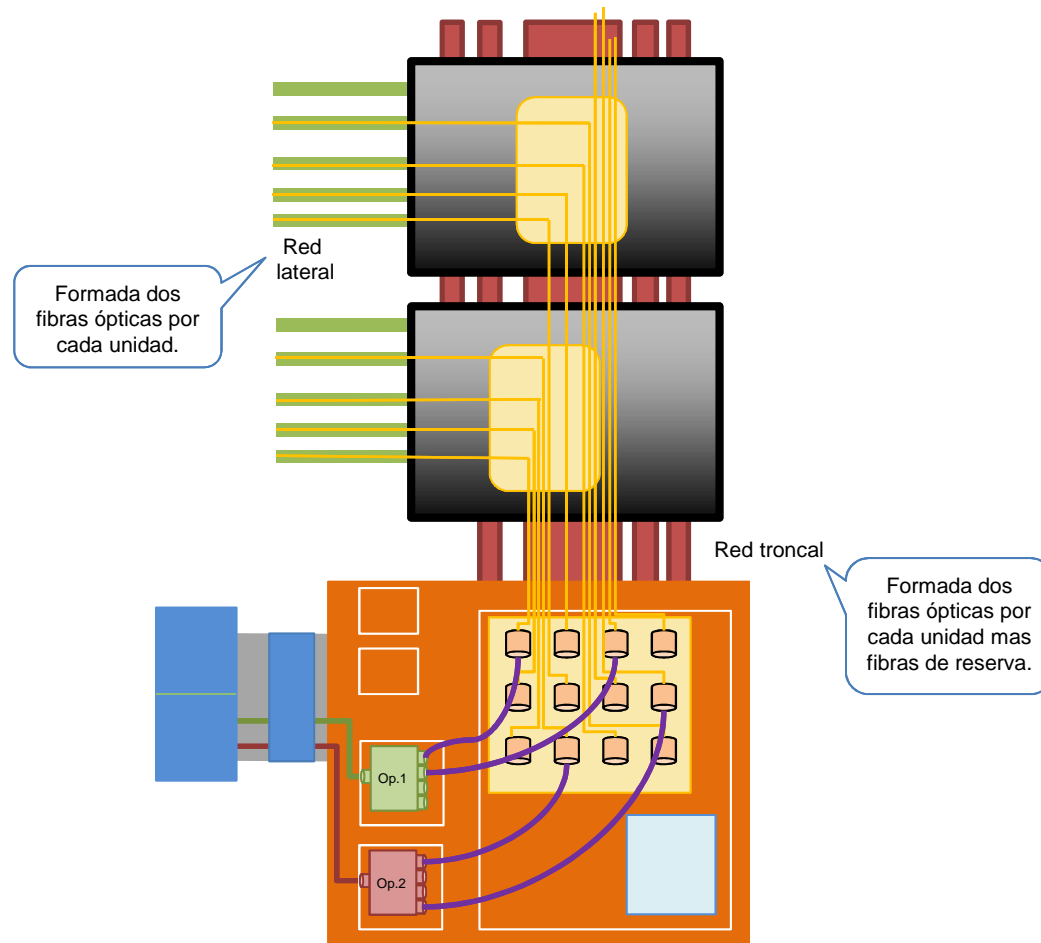 Red
lateral
Formada dos
fibras ópticas por
cada unidad.
Red troncal
Formada dos
fibras ópticas por
cada unidad mas
fibras de reserva.
Op.1
Op.2